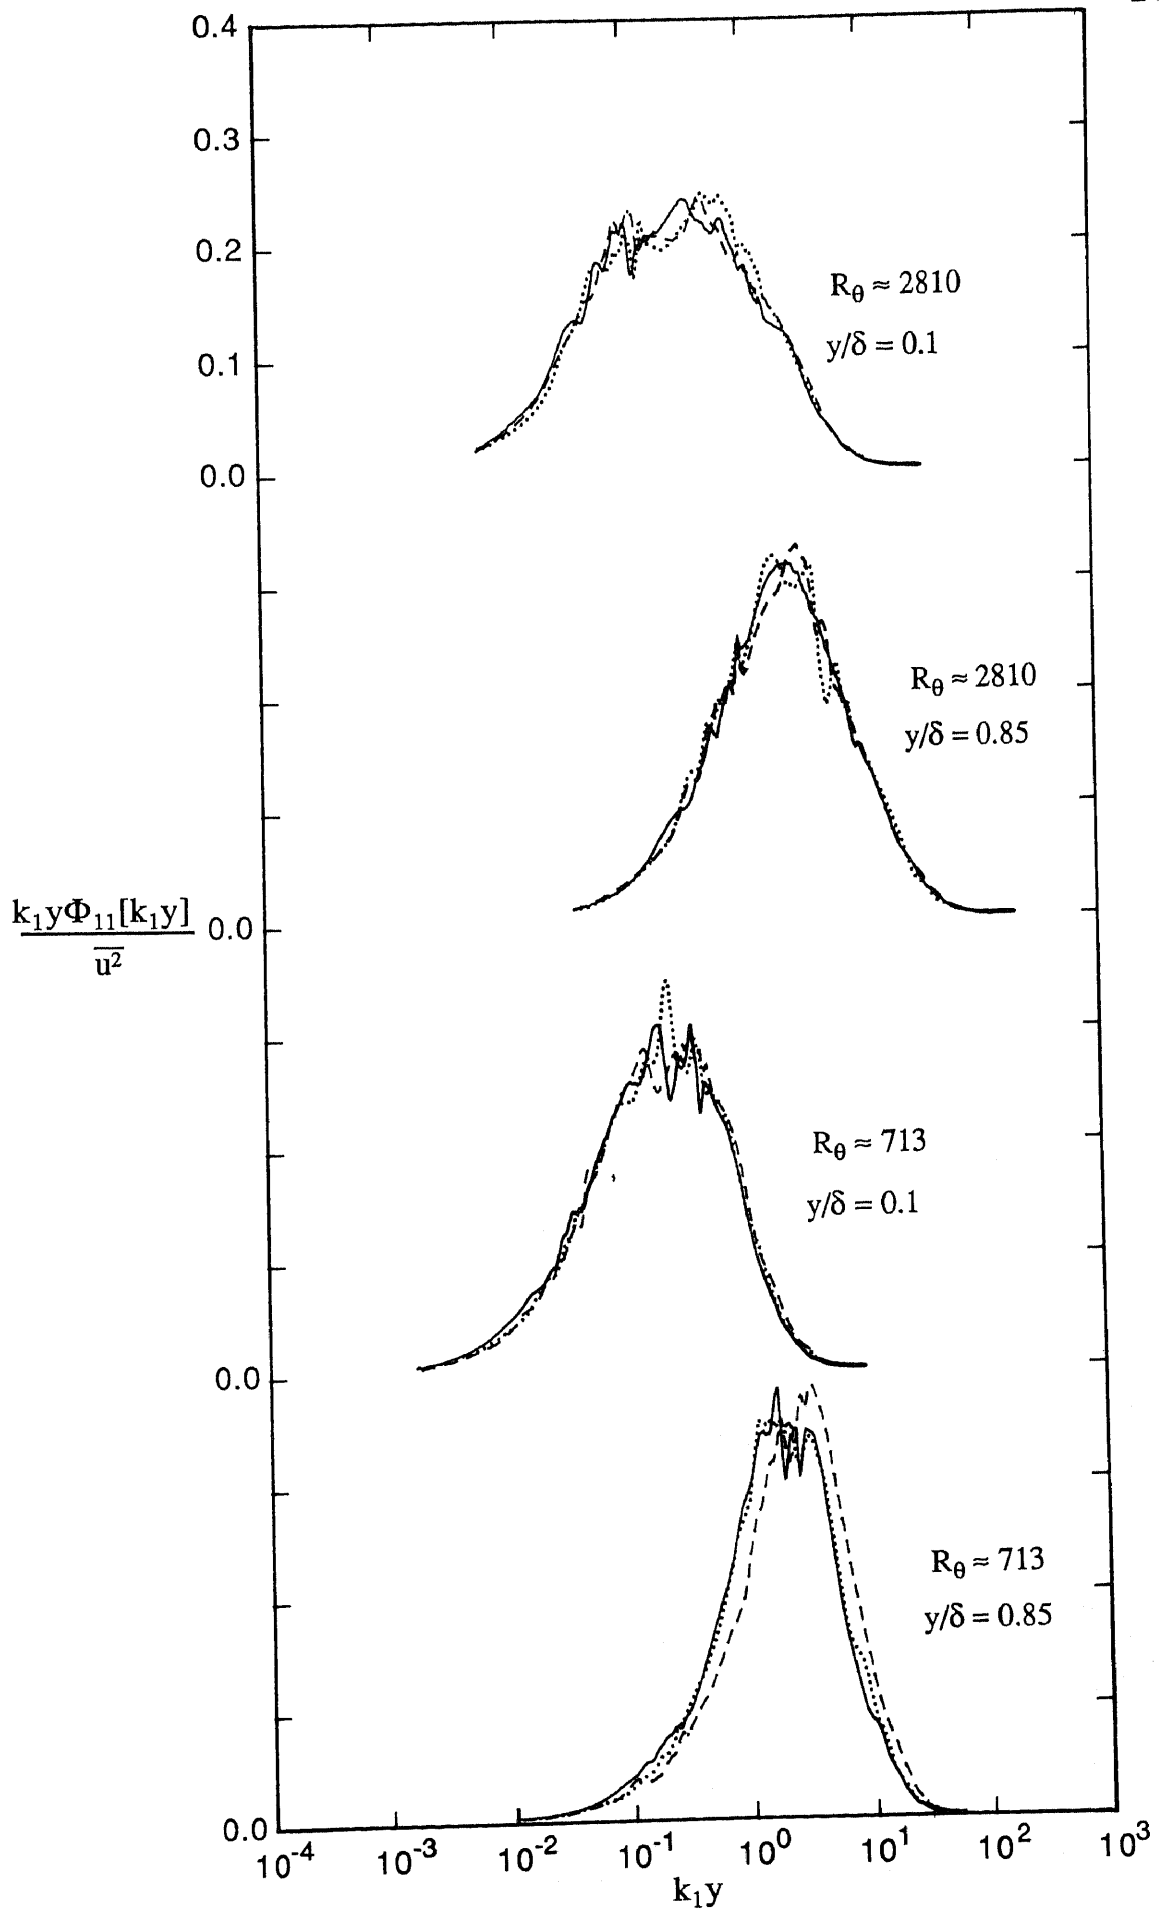 0.4
0.3
0.2
0.1
0.0
R_θ ≈ 2810
y/δ = 0.1
R_θ ≈ 2810
y/δ = 0.85
k₁yΦ₁₁[k₁y]
u²
0.0
R_θ ≈ 713
y/δ = 0.1
0.0
R_θ ≈ 713
y/δ = 0.85
0.0
10⁻⁴ 10⁻³ 10⁻² 10⁻¹ 10⁰ 10¹ 10² 10³
k₁y